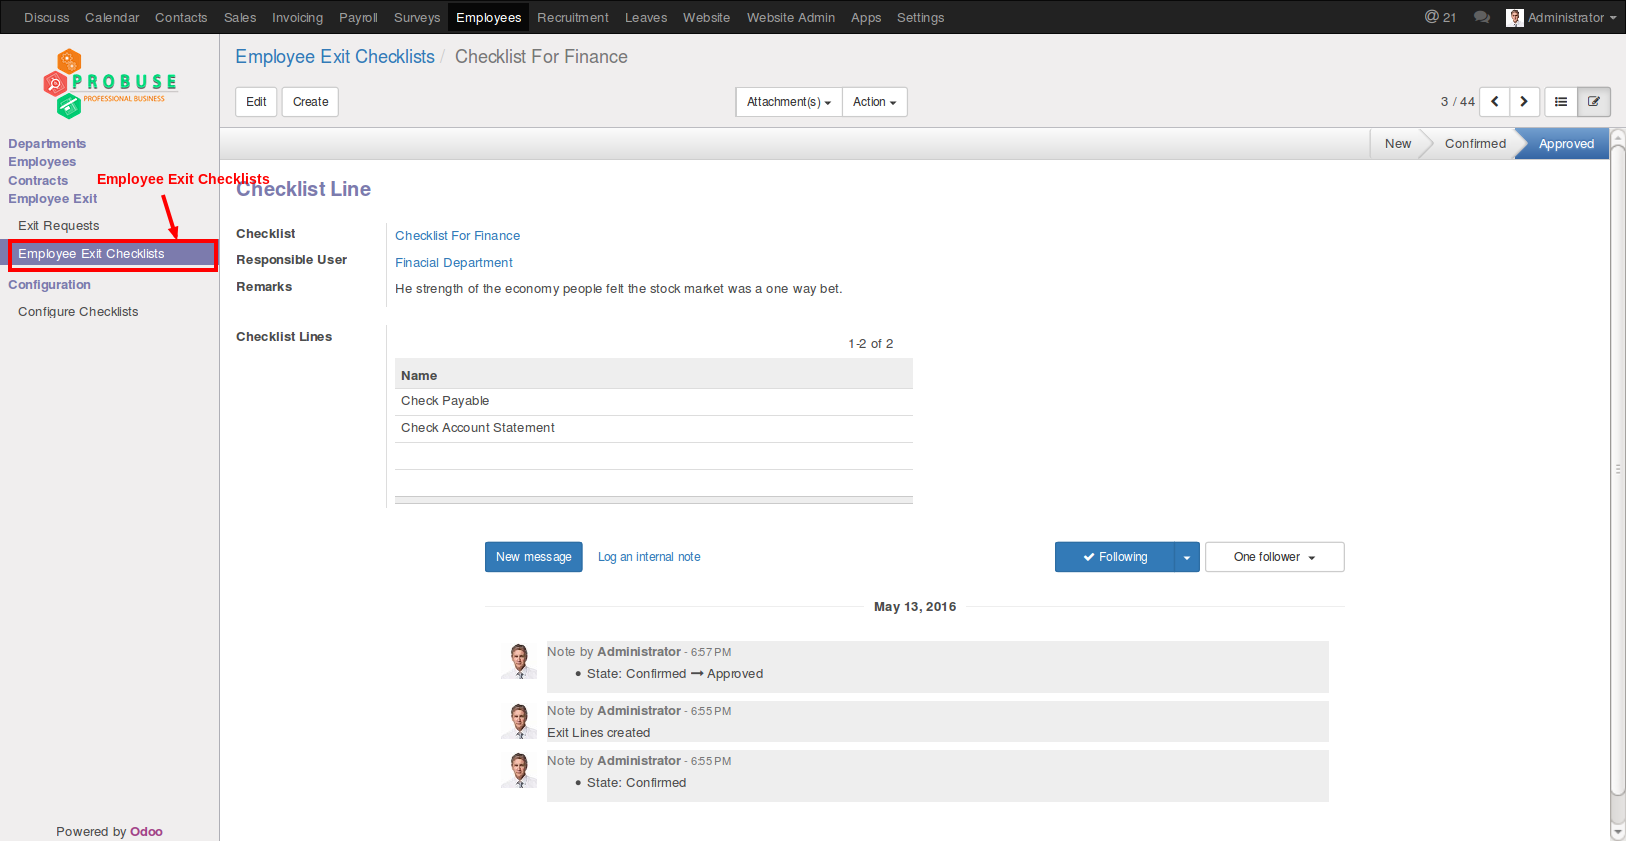 Discuss Calendar Contacts Sales Invoicing Payroll Surveys Employees Recruitment Leaves Website Website Admin Apps Settings @ 21 Administrator
PROBUSE
PROFESSIONAL BUSINESS
Employee Exit Checklists / Checklist For Finance
Edit Create Attachment(s) Action 3 / 44
New Confirmed Approved
Departments
Employees
Contracts
Employee Exit
Exit Requests
Employee Exit Checklists
Configuration
Configure Checklists
Powered by Odoo
Employee Exit Checklists
Checklist Line
Checklist Checklist For Finance
Responsible User Finacial Department
Remarks He strength of the economy people felt the stock market was a one way bet.
Checklist Lines
1-2 of 2
Name
Check Payable
Check Account Statement
New message Log an internal note Following One follower
May 13, 2016
Note by Administrator - 6:57 PM
• State: Confirmed → Approved
Note by Administrator - 6:55 PM
Exit Lines created
Note by Administrator - 6:55 PM
• State: Confirmed